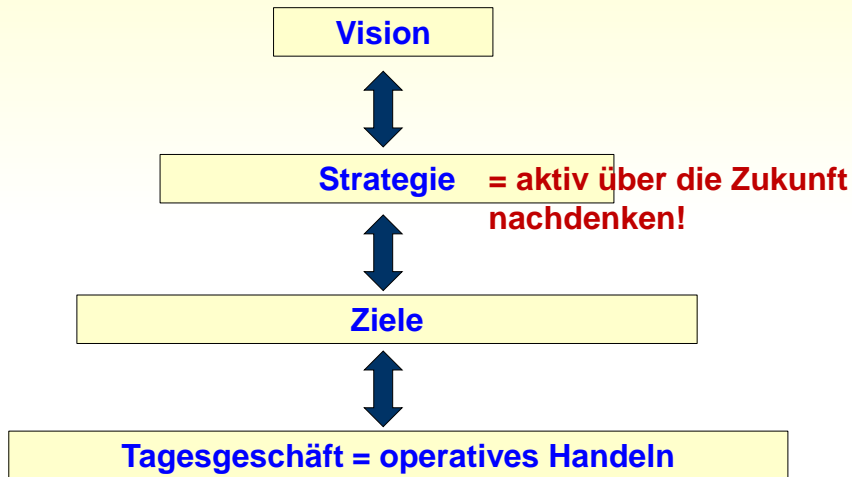 Vision
Strategie = aktiv über die Zukunft
nachdenken!
Ziele
Tagesgeschäft = operatives Handeln